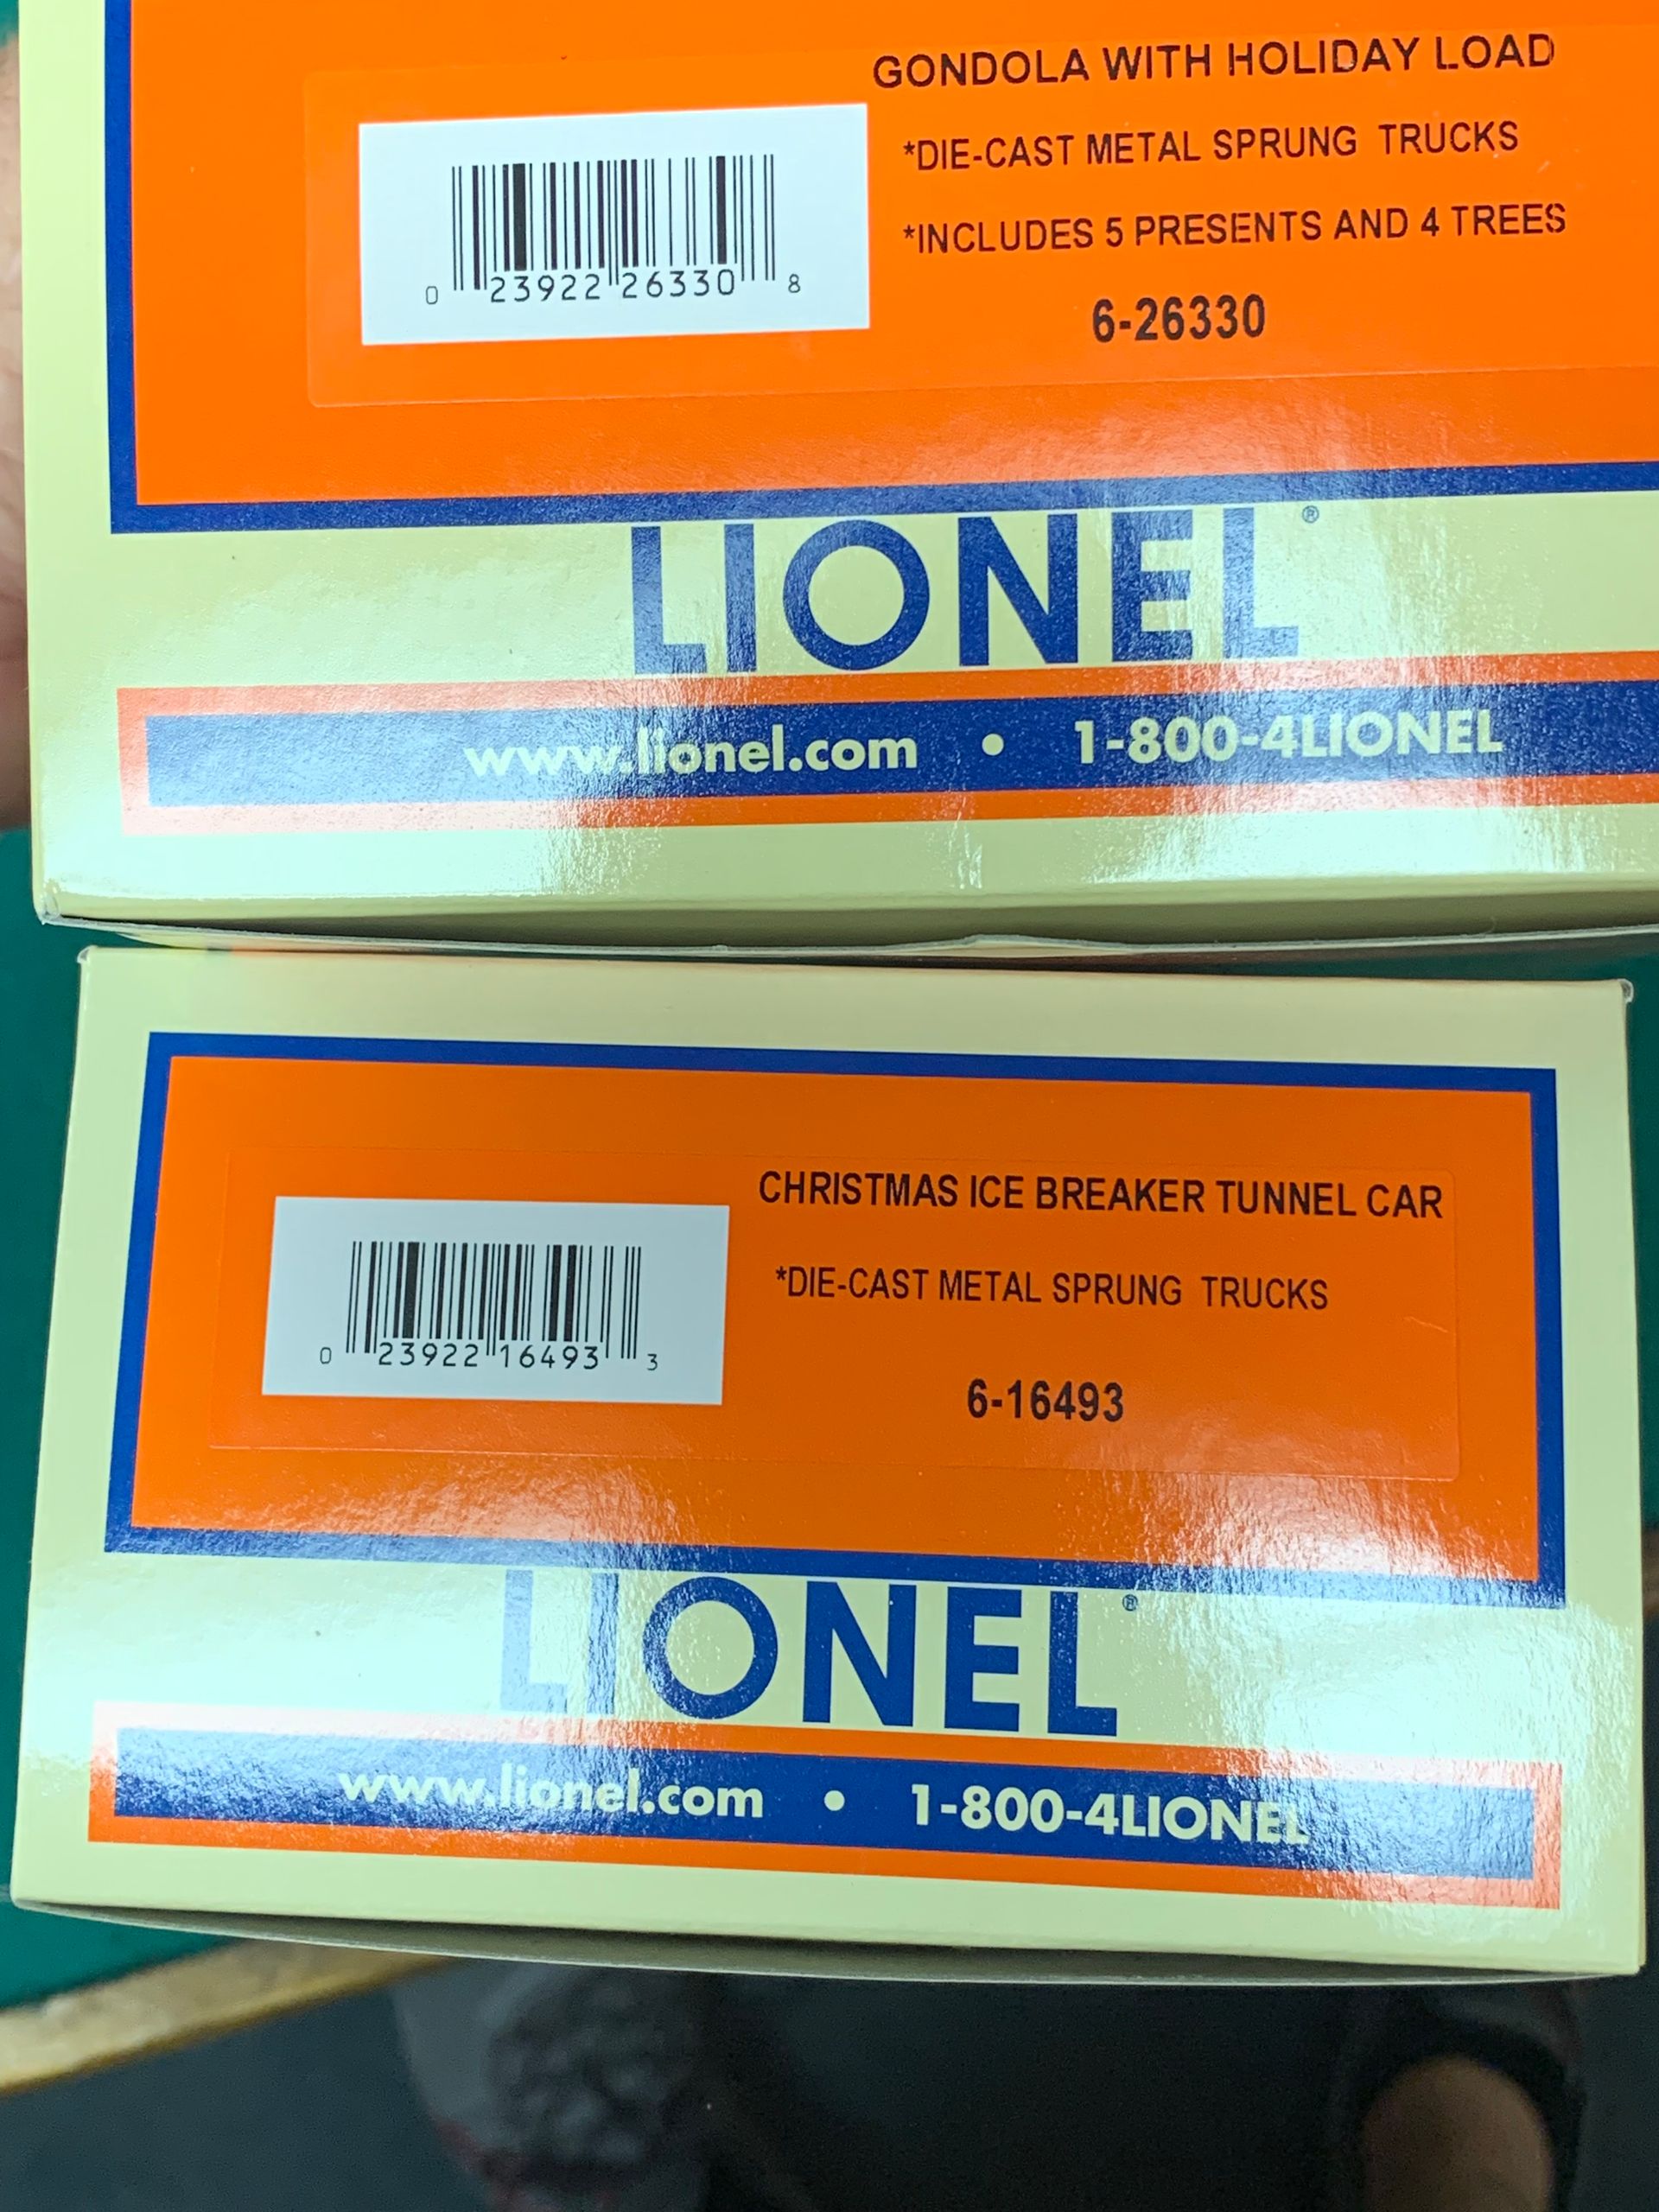 GONDOLA WITH HOLIDAY LOAD
*DIE-CAST METAL SPRUNG TRUCKS
*INCLUDES 5 PRESENTS AND 4 TREES
0 23922 26330 8
6-26330
LIONEL®
www.lionel.com • 1-800-4LIONEL
CHRISTMAS ICE BREAKER TUNNEL CAR
*DIE-CAST METAL SPRUNG TRUCKS
0 23922 16493 3
6-16493
LIONEL®
www.lionel.com • 1-800-4LIONEL